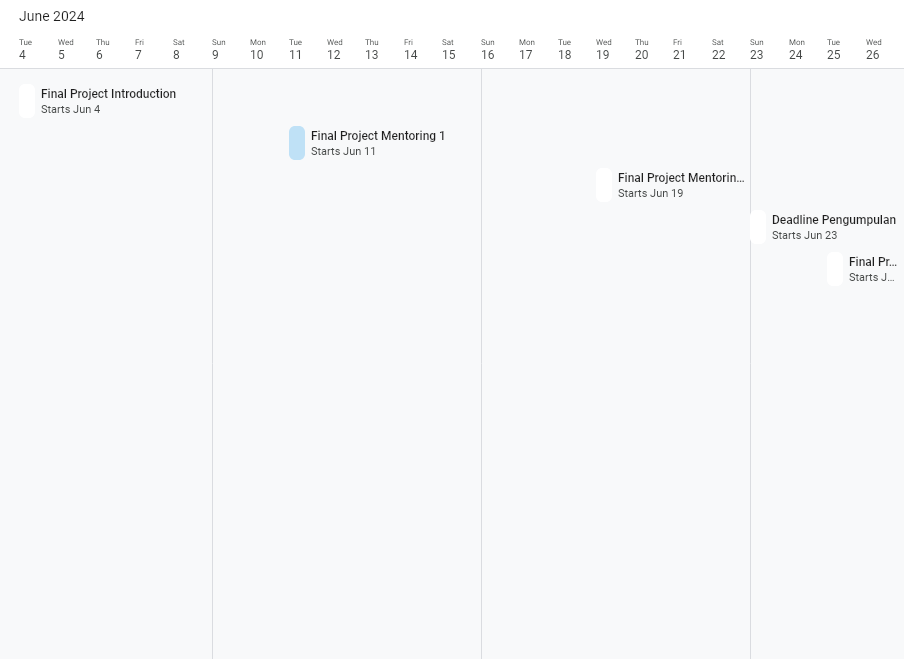 June 2024
Tue Wed Thu Fri Sat Sun Mon Tue Wed Thu Fri Sat Sun Mon Tue Wed Thu Fri Sat Sun Mon Tue Wed
4 5 6 7 8 9 10 11 12 13 14 15 16 17 18 19 20 21 22 23 24 25 26
Final Project Introduction
Starts Jun 4
Final Project Mentoring 1
Starts Jun 11
Final Project Mentorin...
Starts Jun 19
Deadline Pengumpulan
Starts Jun 23
Final Pr...
Starts J...